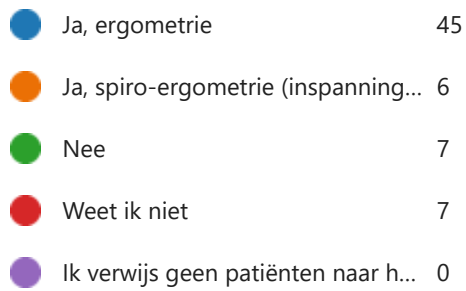 Ja, ergometrie 45
Ja, spiro-ergometrie (inspanning... 6
Nee 7
Weet ik niet 7
Ik verwijs geen patiënten naar h... 0